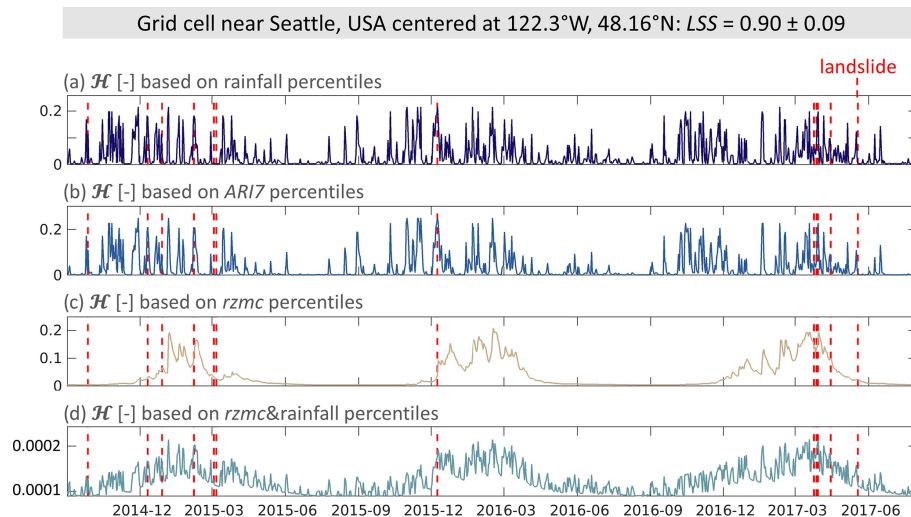 Grid cell near Seattle, USA centered at 122.3°W, 48.16°N: LSS = 0.90 ± 0.09
landslide
(a) ℋ [-] based on rainfall percentiles
0.2
0
(b) ℋ [-] based on ARI7 percentiles
0.2
0
(c) ℋ [-] based on rzmc percentiles
0.2
0.1
0
(d) ℋ [-] based on rzmc&rainfall percentiles
0.0002
0.0001
2014-12 2015-03 2015-06 2015-09 2015-12 2016-03 2016-06 2016-09 2016-12 2017-03 2017-06